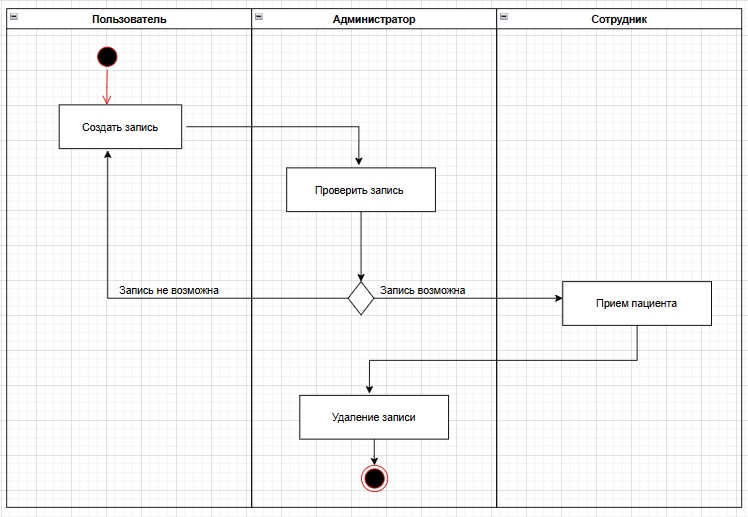 Пользователь
Администратор
Сотрудник
Создать запись
Проверить запись
Запись не возможна
Запись возможна
Прием пациента
Удаление записи